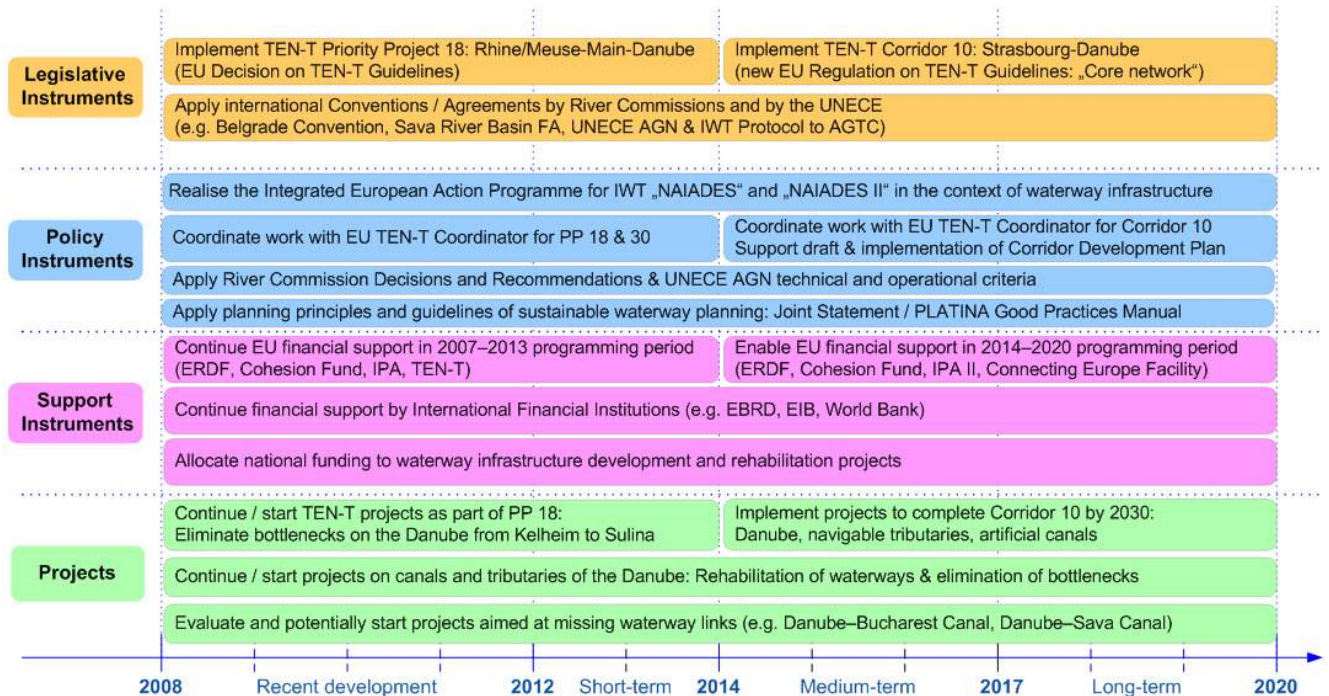 Legislative
Instruments
Implement TEN-T Priority Project 18: Rhine/Meuse-Main-Danube
(EU Decision on TEN-T Guidelines)
Implement TEN-T Corridor 10: Strasbourg-Danube
(new EU Regulation on TEN-T Guidelines: „Core network“)
Apply international Conventions / Agreements by River Commissions and by the UNECE
(e.g. Belgrade Convention, Sava River Basin FA, UNECE AGN & IWT Protocol to AGTC)
Policy
Instruments
Realise the Integrated European Action Programme for IWT „NAIADES“ and „NAIADES II“ in the context of waterway infrastructure
Coordinate work with EU TEN-T Coordinator for PP 18 & 30
Coordinate work with EU TEN-T Coordinator for Corridor 10
Support draft & implementation of Corridor Development Plan
Apply River Commission Decisions and Recommendations & UNECE AGN technical and operational criteria
Apply planning principles and guidelines of sustainable waterway planning: Joint Statement / PLATINA Good Practices Manual
Support
Instruments
Continue EU financial support in 2007–2013 programming period
(ERDF, Cohesion Fund, IPA, TEN-T)
Enable EU financial support in 2014–2020 programming period
(ERDF, Cohesion Fund, IPA II, Connecting Europe Facility)
Continue financial support by International Financial Institutions (e.g. EBRD, EIB, World Bank)
Allocate national funding to waterway infrastructure development and rehabilitation projects
Projects
Continue / start TEN-T projects as part of PP 18:
Eliminate bottlenecks on the Danube from Kelheim to Sulina
Implement projects to complete Corridor 10 by 2030:
Danube, navigable tributaries, artificial canals
Continue / start projects on canals and tributaries of the Danube: Rehabilitation of waterways & elimination of bottlenecks
Evaluate and potentially start projects aimed at missing waterway links (e.g. Danube–Bucharest Canal, Danube–Sava Canal)
2008 Recent development 2012 Short-term 2014 Medium-term 2017 Long-term 2020